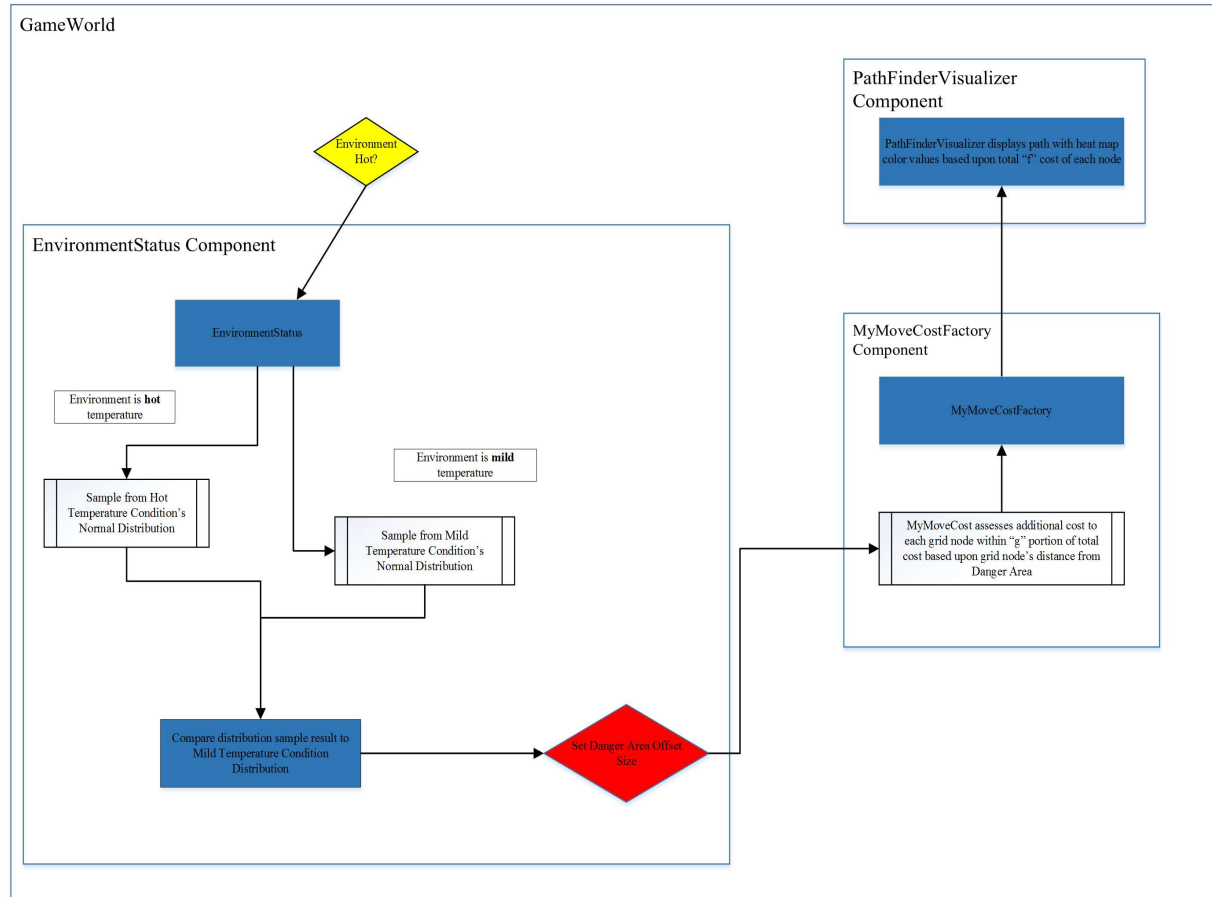 GameWorld
PathFinderVisualizer
Component
PathFinderVisualizer displays path with heat map
color values based upon total “f” cost of each node
Environment
Hot?
EnvironmentStatus Component
EnvironmentStatus
Environment is hot
temperature
Environment is mild
temperature
Sample from Hot
Temperature Condition’s
Normal Distribution
Sample from Mild
Temperature Condition’s
Normal Distribution
Compare distribution sample result to
Mild Temperature Condition
Distribution
Set Danger Area Offset
Size
MyMoveCostFactory
Component
MyMoveCostFactory
MyMoveCost assesses additional cost to
each grid node within “g” portion of total
cost based upon grid node’s distance from
Danger Area